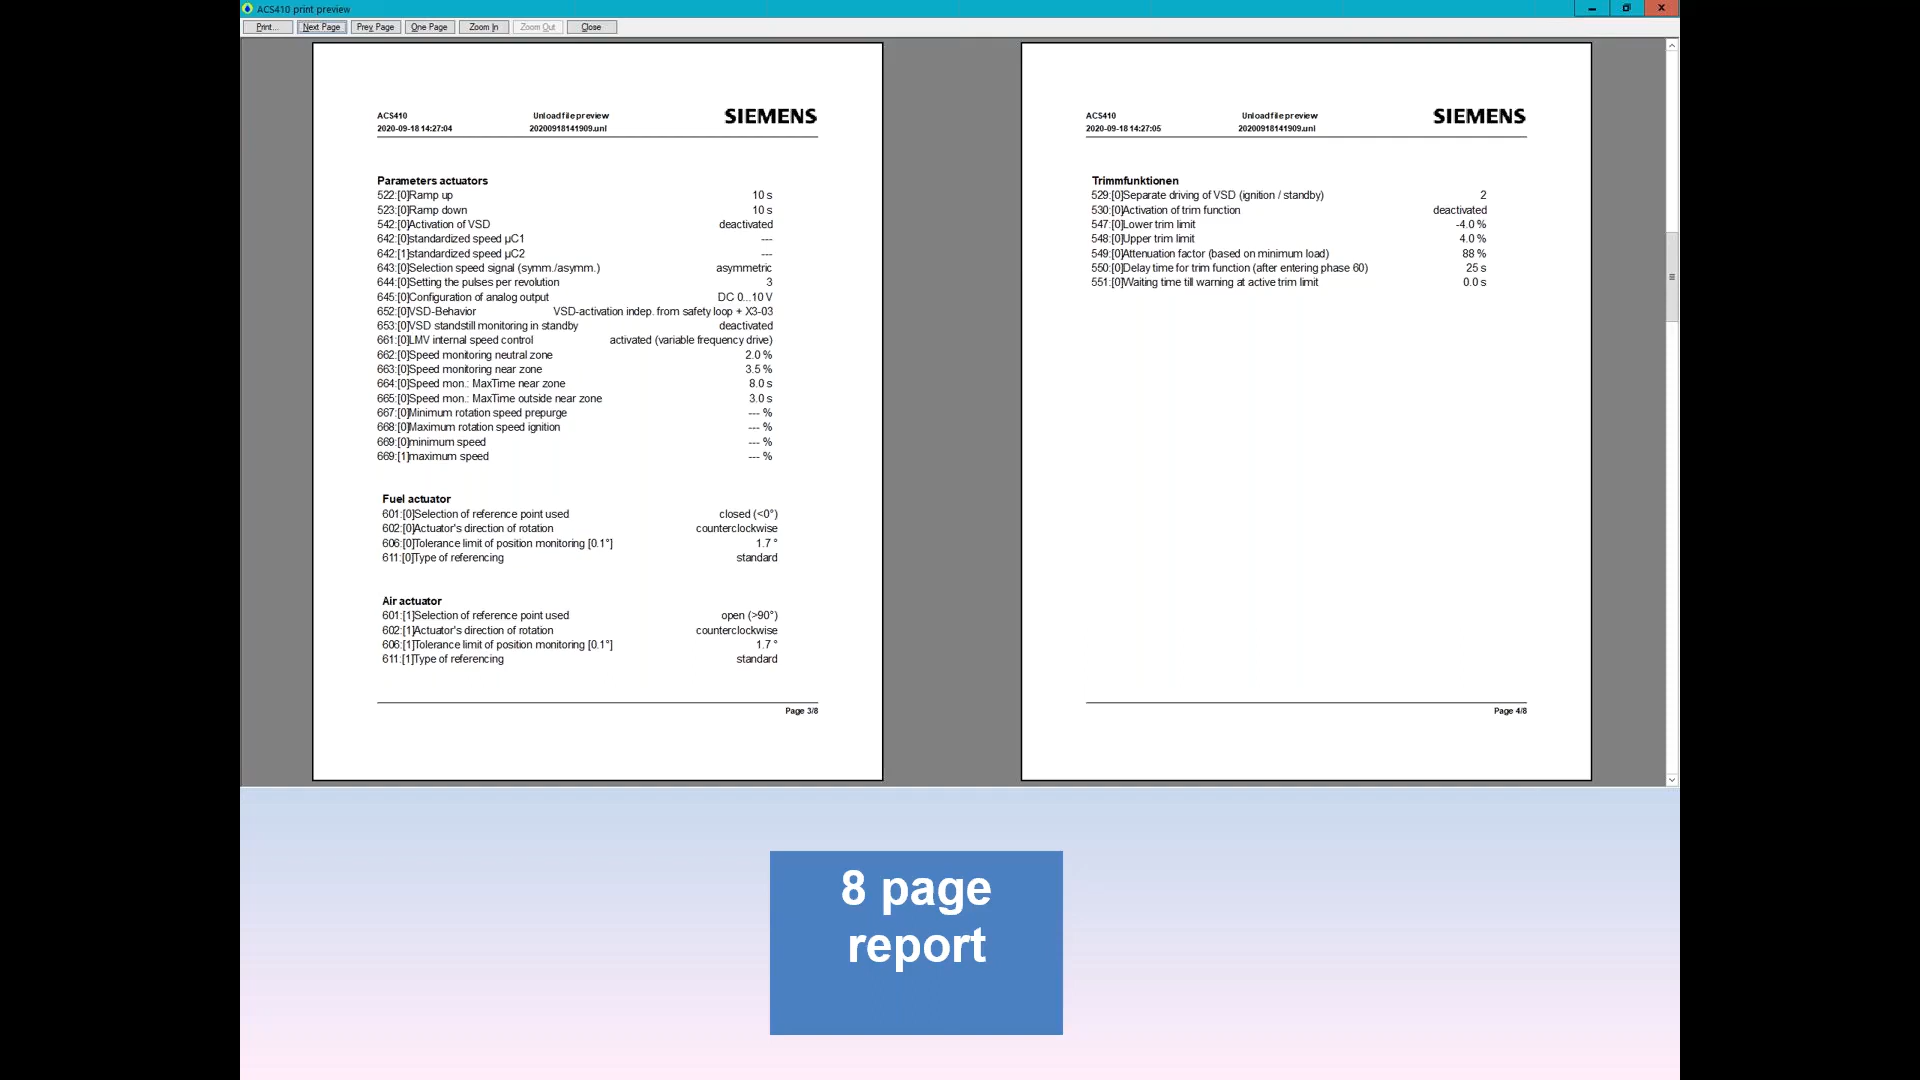 ACS410 print preview
Print... Next Page Prev Page One Page Zoom In Zoom Out Close
ACS410 Unload file preview SIEMENS
2020-09-18 14:27:04 20200918141909.unl
Parameters actuators
522:[0]Ramp up 10 s
523:[0]Ramp down 10 s
542:[0]Activation of VSD deactivated
642:[0]standardized speed µC1 ---
642:[1]standardized speed µC2 ---
643:[0]Selection speed signal (symm./asymm.) asymmetric
644:[0]Setting the pulses per revolution 3
645:[0]Configuration of analog output DC 0...10 V
652:[0]VSD-Behavior VSD-activation indep. from safety loop + X3-03
653:[0]VSD standstill monitoring in standby deactivated
661:[0]LMV internal speed control activated (variable frequency drive)
662:[0]Speed monitoring neutral zone 2.0 %
663:[0]Speed monitoring near zone 3.5 %
664:[0]Speed mon.: MaxTime near zone 8.0 s
665:[0]Speed mon.: MaxTime outside near zone 3.0 s
667:[0]Minimum rotation speed prepurge --- %
668:[0]Maximum rotation speed ignition --- %
669:[0]minimum speed --- %
669:[1]maximum speed --- %
Fuel actuator
601:[0]Selection of reference point used closed (<0°)
602:[0]Actuator's direction of rotation counterclockwise
606:[0]Tolerance limit of position monitoring [0.1°] 1.7 °
611:[0]Type of referencing standard
Air actuator
601:[1]Selection of reference point used open (>90°)
602:[1]Actuator's direction of rotation counterclockwise
606:[1]Tolerance limit of position monitoring [0.1°] 1.7 °
611:[1]Type of referencing standard
Page 3/8
ACS410 Unload file preview SIEMENS
2020-09-18 14:27:05 20200918141909.unl
Trimmfunktionen
529:[0]Separate driving of VSD (ignition / standby) 2
530:[0]Activation of trim function deactivated
547:[0]Lower trim limit -4.0 %
548:[0]Upper trim limit 4.0 %
549:[0]Attenuation factor (based on minimum load) 88 %
550:[0]Delay time for trim function (after entering phase 60) 25 s
551:[0]Waiting time till warning at active trim limit 0.0 s
Page 4/8
8 page
report